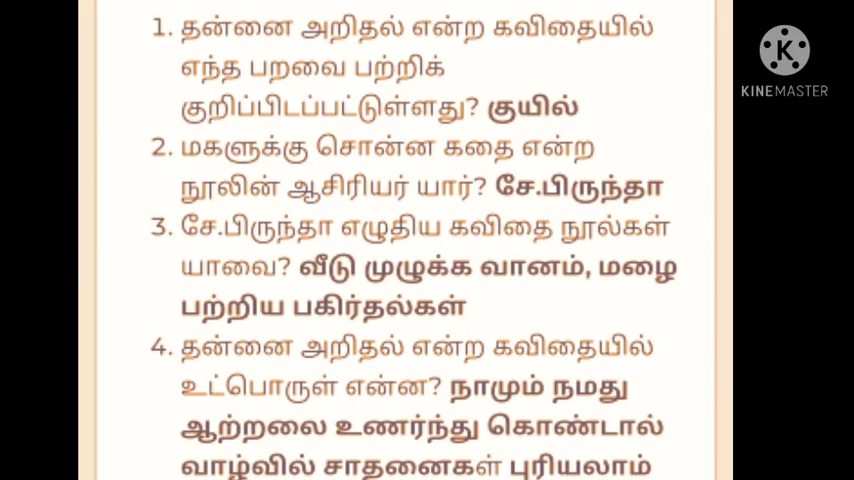 1. தன்னை அறிதல் என்ற கவிதையில்
எந்த பறவை பற்றிக்
குறிப்பிடப்பட்டுள்ளது? குயில்
2. மகளுக்கு சொன்ன கதை என்ற
நூலின் ஆசிரியர் யார்? சே.பிருந்தா
3. சே.பிருந்தா எழுதிய கவிதை நூல்கள்
யாவை? வீடு முழுக்க வானம், மழை
பற்றிய பகிர்தல்கள்
4. தன்னை அறிதல் என்ற கவிதையில்
உட்பொருள் என்ன? நாமும் நமது
ஆற்றலை உணர்ந்து கொண்டால்
வாழ்வில் சாதனைகள் புரியலாம்
K
KINEMASTER